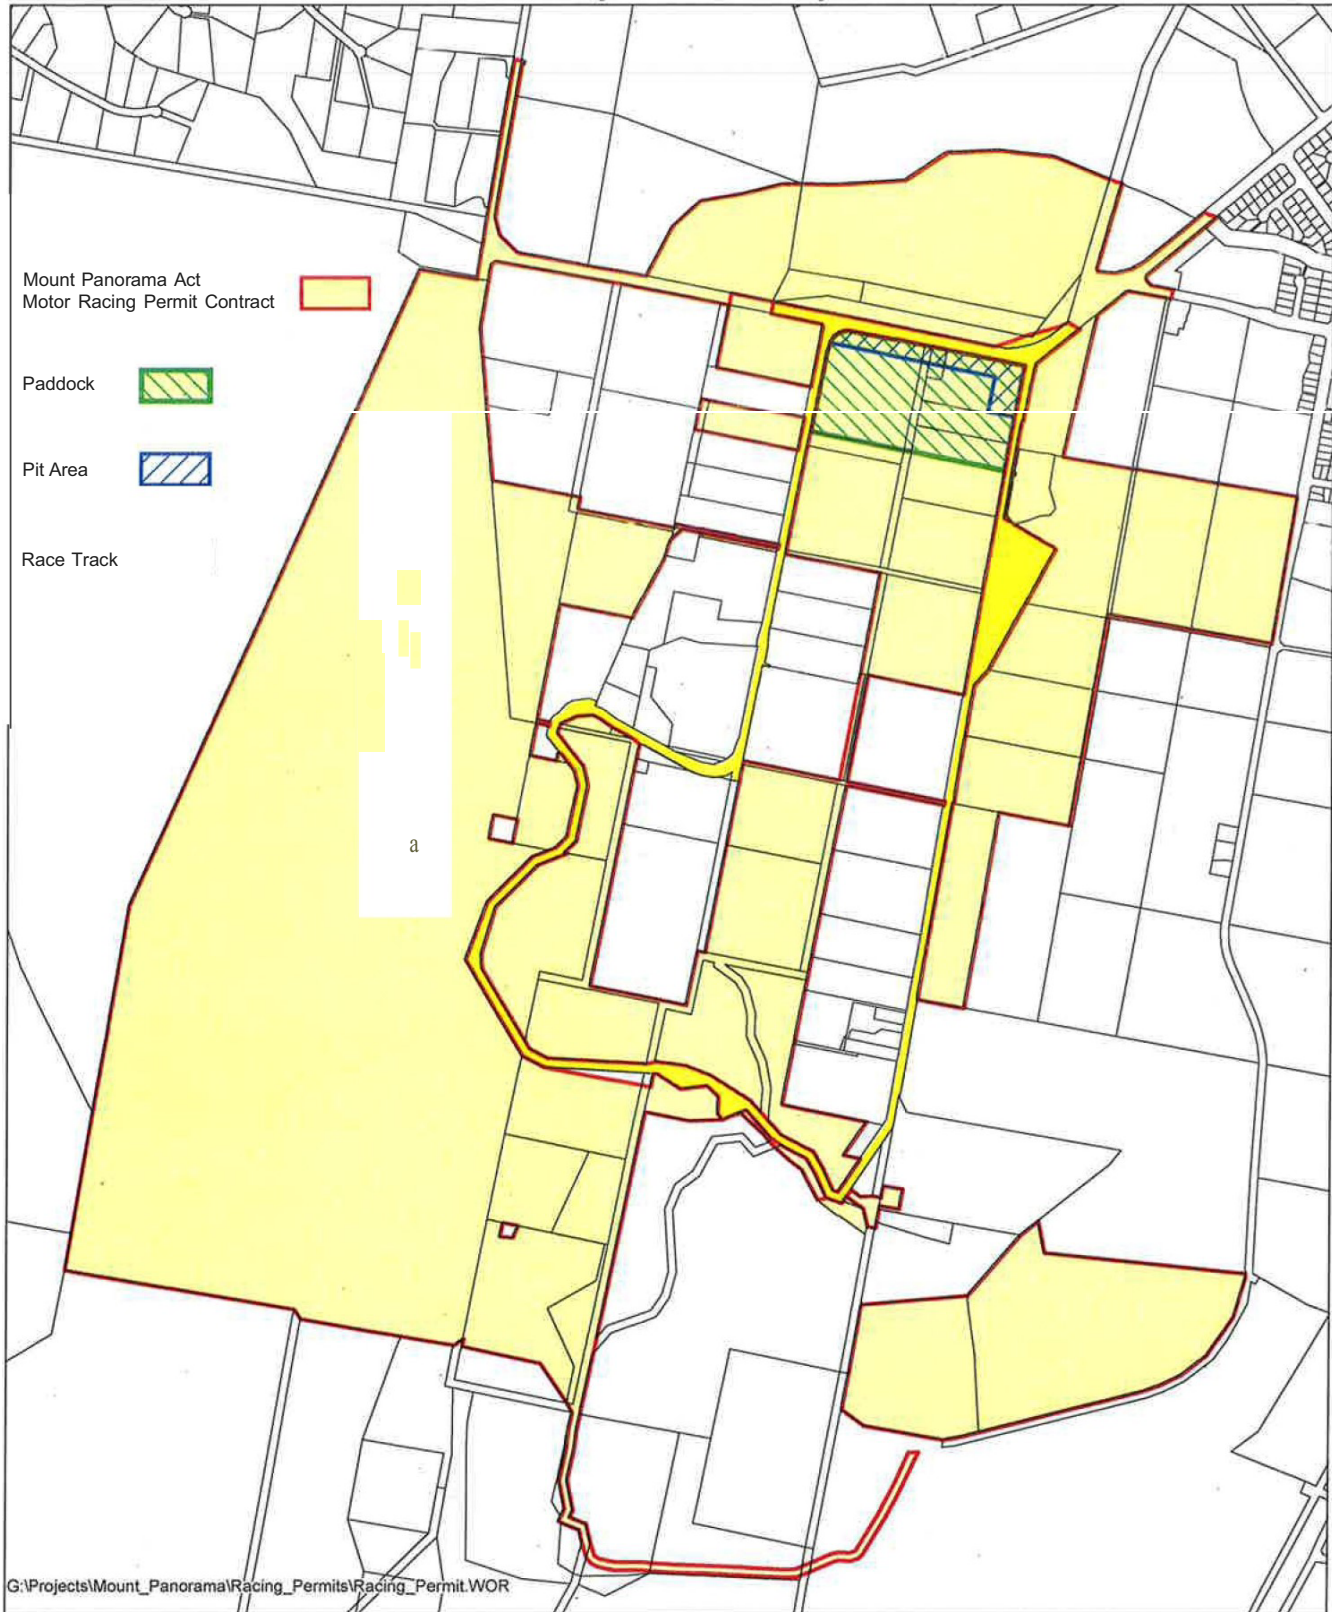 Mount Panorama Act
Motor Racing Permit Contract
Paddock
Pit Area
Race Track
a
G:\Projects\Mount_Panorama\Racing_Permits\Racing_Permit.WOR